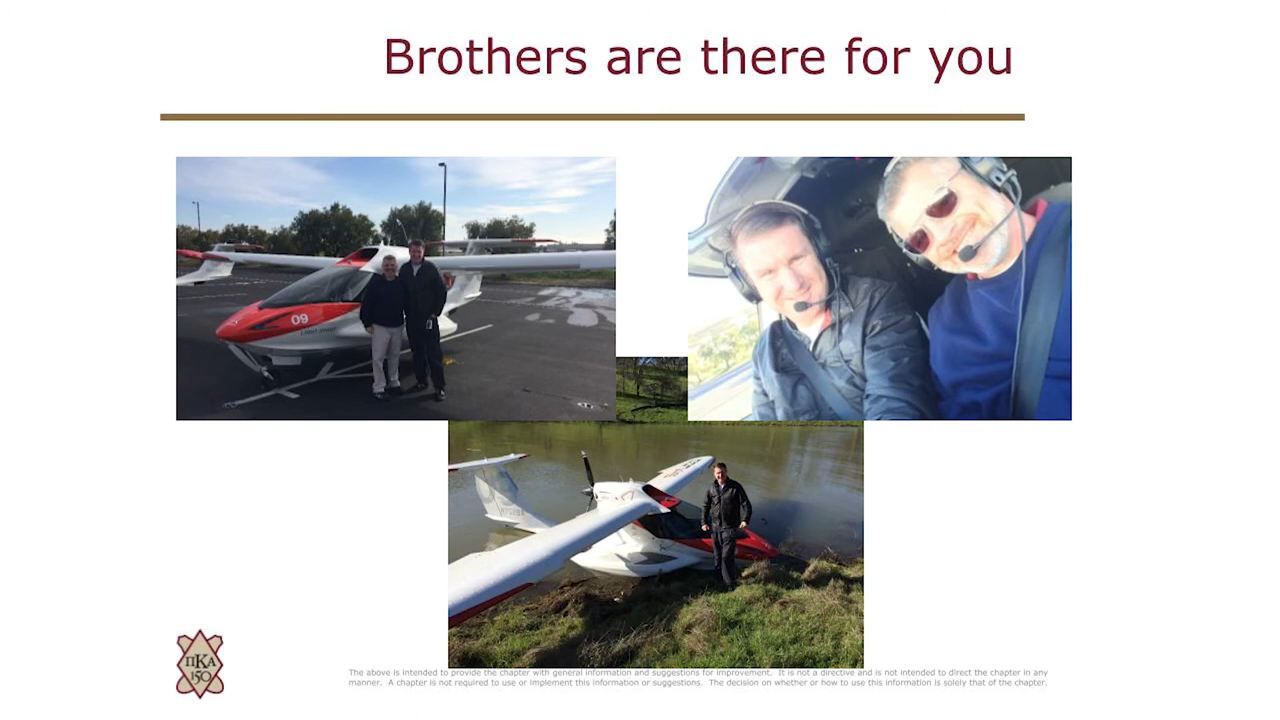 Brothers are there for you
09
ΠΚΑ
150
The above is intended to provide the chapter with general information and suggestions for improvement. It is not a directive and is not intended to direct the chapter in any
manner. A chapter is not required to use or implement this information or suggestions. The decision on whether or how to use this information is solely that of the chapter.